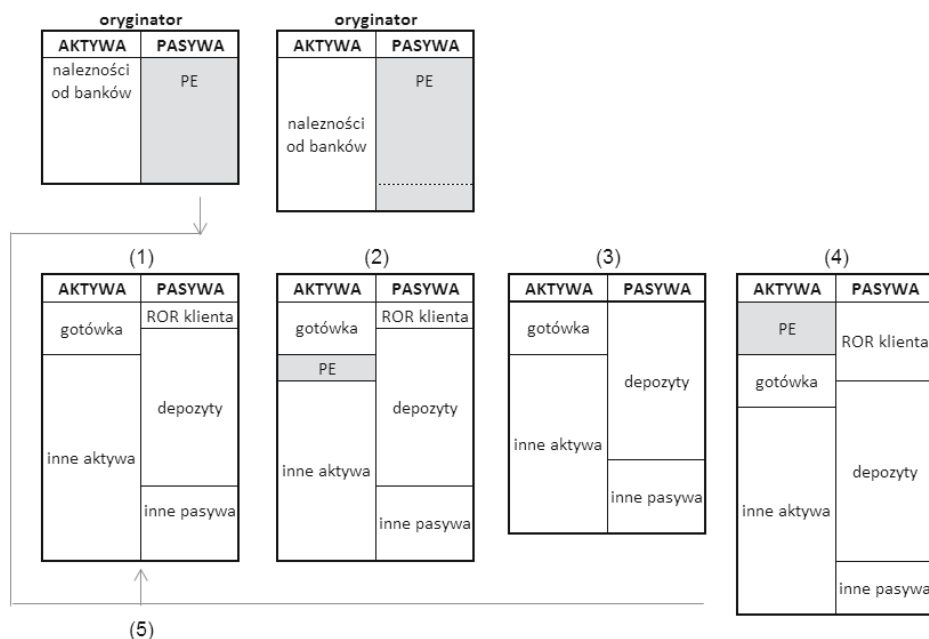 oryginator
AKTYWA PASYWA
nalezności
od banków
PE
oryginator
AKTYWA PASYWA
nalezności
od banków
PE
(1)
AKTYWA PASYWA
gotówka
inne aktywa
ROR klienta
depozyty
inne pasywa
(2)
AKTYWA PASYWA
gotówka
PE
inne aktywa
ROR klienta
depozyty
inne pasywa
(3)
AKTYWA PASYWA
gotówka
inne aktywa
depozyty
inne pasywa
(4)
AKTYWA PASYWA
PE
gotówka
inne aktywa
ROR klienta
depozyty
inne pasywa
(5)